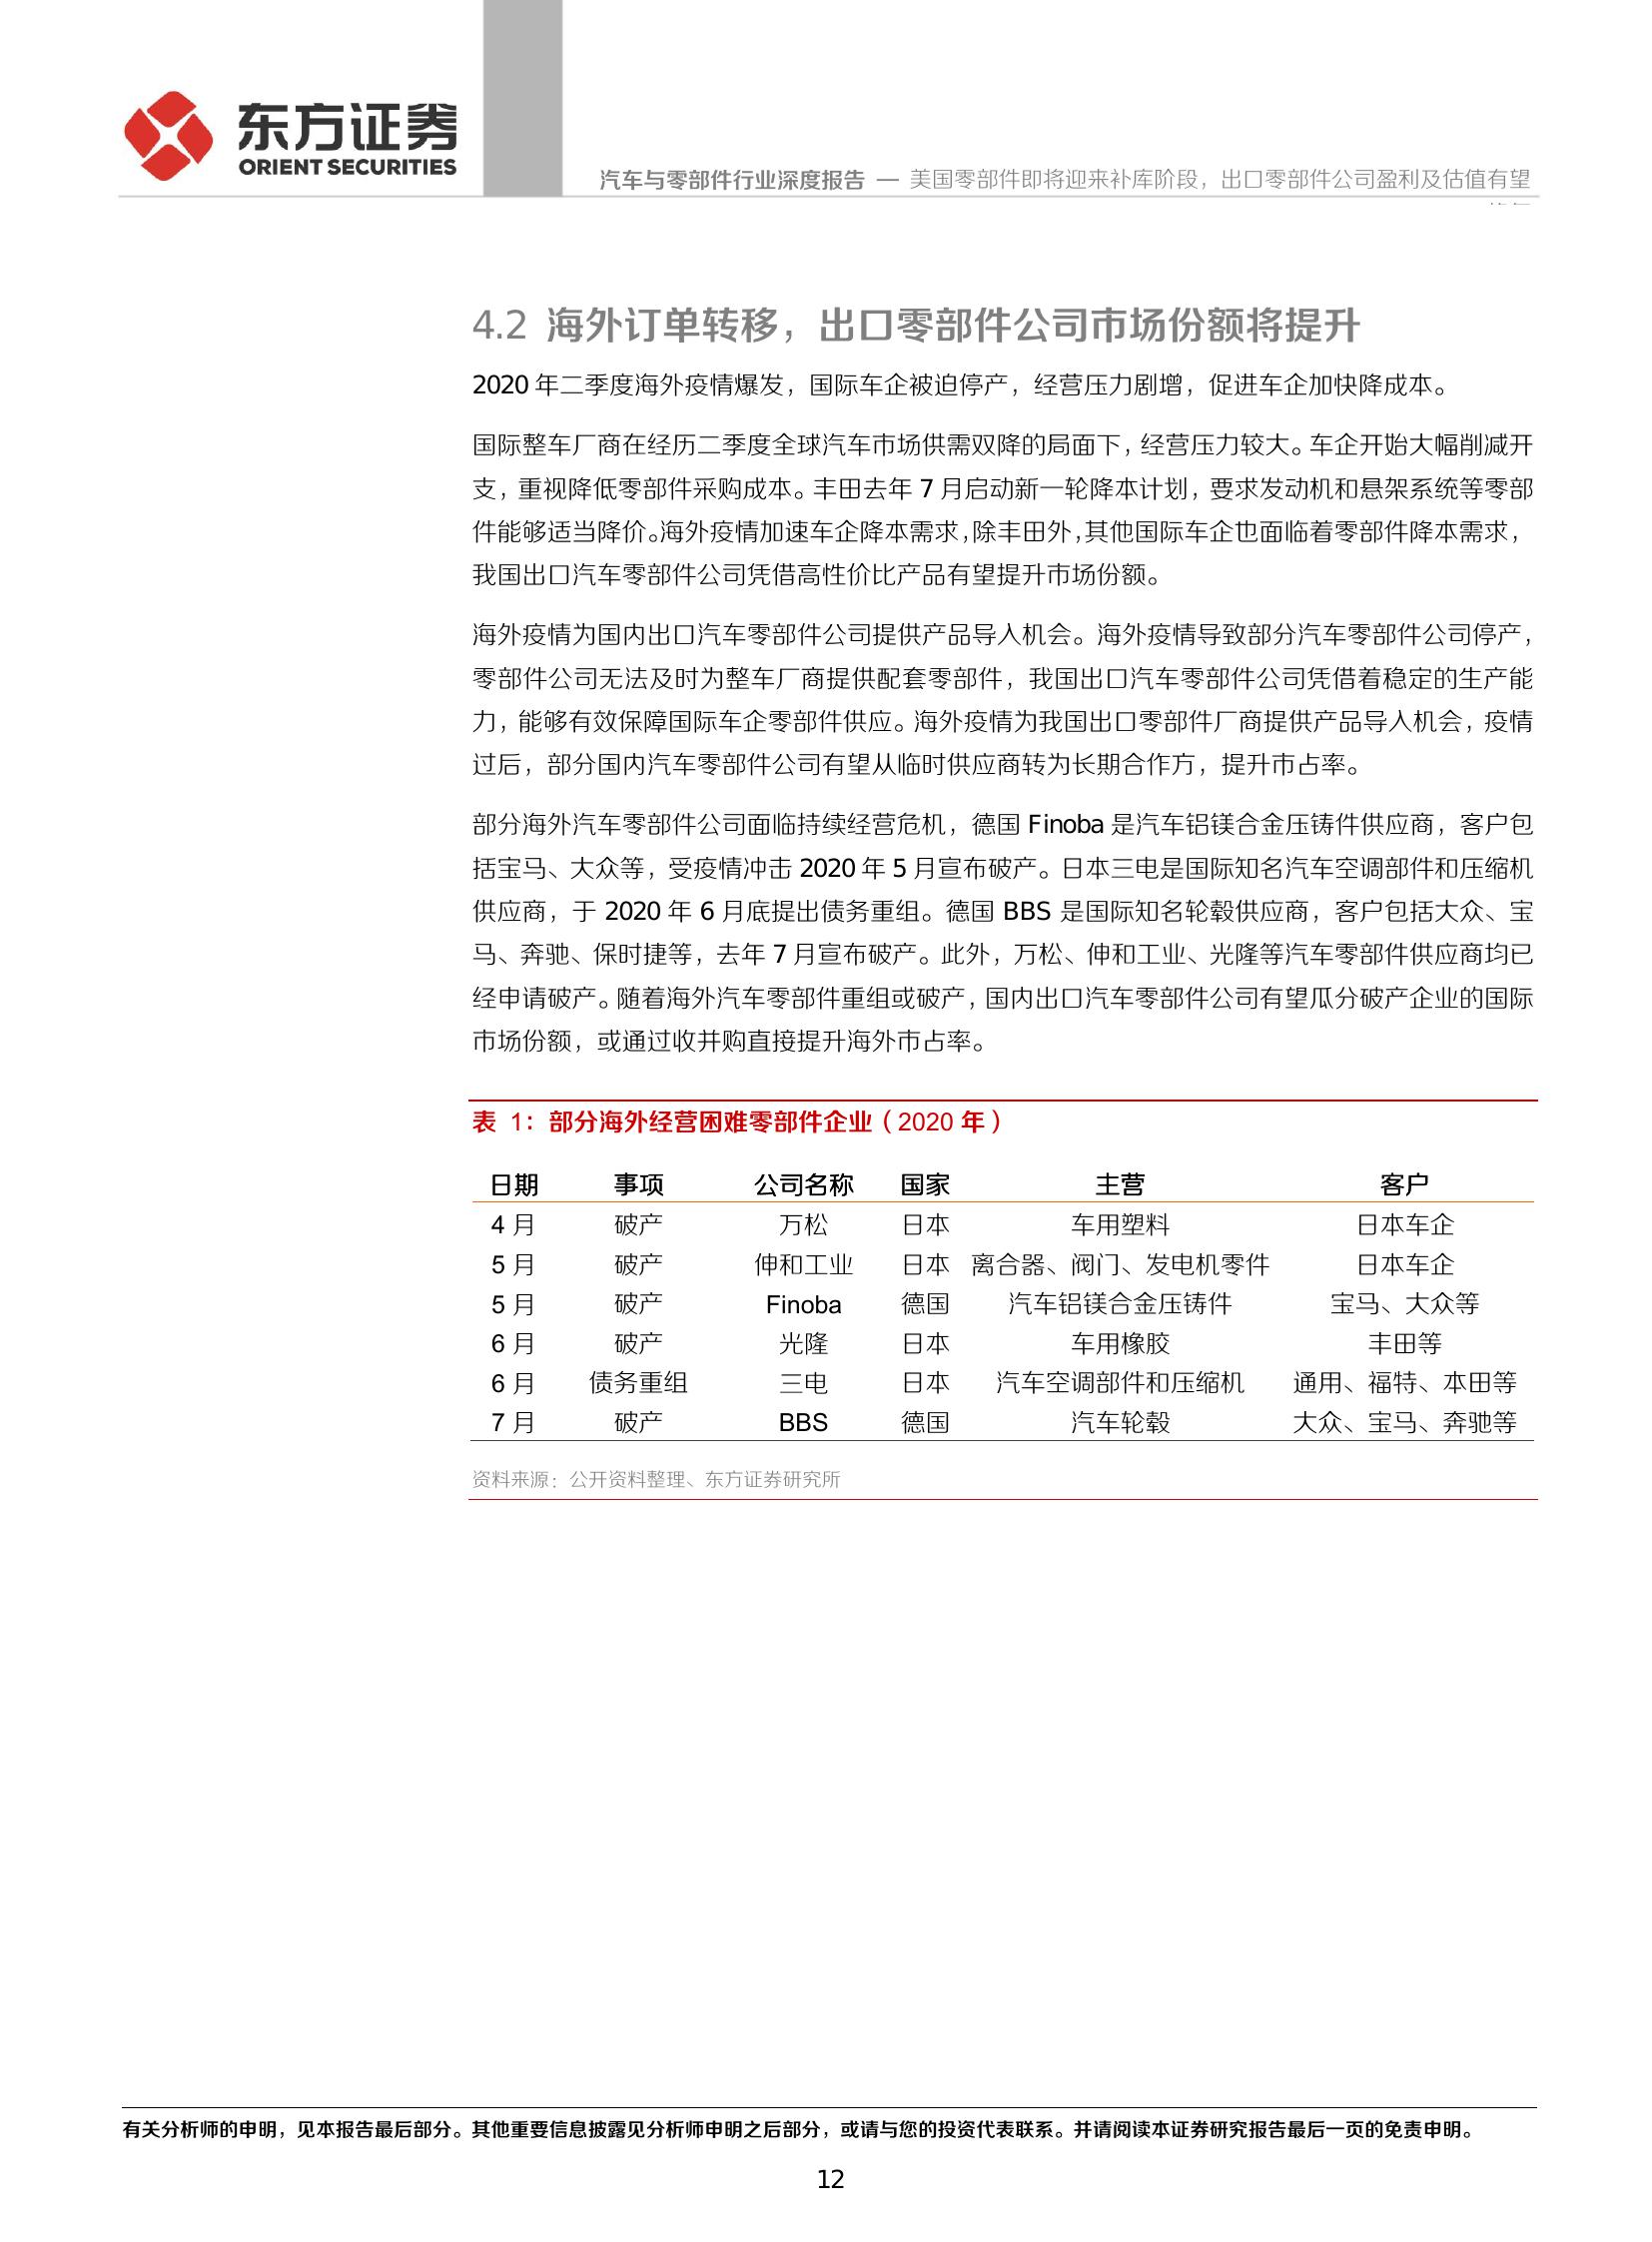 东方证券
ORIENT SECURITIES
汽车与零部件行业深度报告 — 美国零部件即将迎来补库阶段，出口零部件公司盈利及估值有望
4.2 海外订单转移，出口零部件公司市场份额将提升
2020 年二季度海外疫情爆发，国际车企被迫停产，经营压力剧增，促进车企加快降成本。
国际整车厂商在经历二季度全球汽车市场供需双降的局面下，经营压力较大。车企开始大幅削减开
支，重视降低零部件采购成本。丰田去年 7 月启动新一轮降本计划，要求发动机和悬架系统等零部
件能够适当降价。海外疫情加速车企降本需求，除丰田外，其他国际车企也面临着零部件降本需求，
我国出口汽车零部件公司凭借高性价比产品有望提升市场份额。
海外疫情为国内出口汽车零部件公司提供产品导入机会。海外疫情导致部分汽车零部件公司停产，
零部件公司无法及时为整车厂商提供配套零部件，我国出口汽车零部件公司凭借着稳定的生产能
力，能够有效保障国际车企零部件供应。海外疫情为我国出口零部件厂商提供产品导入机会，疫情
过后，部分国内汽车零部件公司有望从临时供应商转为长期合作方，提升市占率。
部分海外汽车零部件公司面临持续经营危机，德国 Finoba 是汽车铝镁合金压铸件供应商，客户包
括宝马、大众等，受疫情冲击 2020 年 5 月宣布破产。日本三电是国际知名汽车空调部件和压缩机
供应商，于 2020 年 6 月底提出债务重组。德国 BBS 是国际知名轮毂供应商，客户包括大众、宝
马、奔驰、保时捷等，去年 7 月宣布破产。此外，万松、伸和工业、光隆等汽车零部件供应商均已
经申请破产。随着海外汽车零部件重组或破产，国内出口汽车零部件公司有望瓜分破产企业的国际
市场份额，或通过收并购直接提升海外市占率。
表 1：部分海外经营困难零部件企业（2020 年）
日期 事项 公司名称 国家 主营 客户
4 月 破产 万松 日本 车用塑料 日本车企
5 月 破产 伸和工业 日本 离合器、阀门、发电机零件 日本车企
5 月 破产 Finoba 德国 汽车铝镁合金压铸件 宝马、大众等
6 月 破产 光隆 日本 车用橡胶 丰田等
6 月 债务重组 三电 日本 汽车空调部件和压缩机 通用、福特、本田等
7 月 破产 BBS 德国 汽车轮毂 大众、宝马、奔驰等
资料来源：公开资料整理、东方证券研究所
有关分析师的申明，见本报告最后部分。其他重要信息披露见分析师申明之后部分，或请与您的投资代表联系。并请阅读本证券研究报告最后一页的免责申明。
12